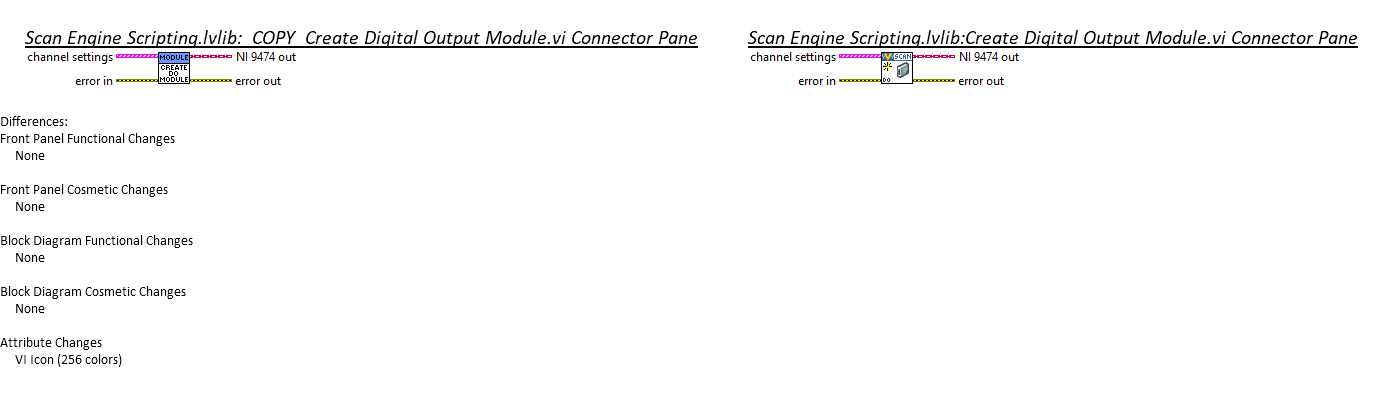 Scan Engine Scripting.lvlib:_COPY_Create Digital Output Module.vi Connector Pane
channel settings MODULE NI 9474 out
CREATE
DO
error in MODULE error out
Scan Engine Scripting.lvlib:Create Digital Output Module.vi Connector Pane
channel settings SCAN NI 9474 out
error in DO error out
Differences:
Front Panel Functional Changes
None
Front Panel Cosmetic Changes
None
Block Diagram Functional Changes
None
Block Diagram Cosmetic Changes
None
Attribute Changes
VI Icon (256 colors)